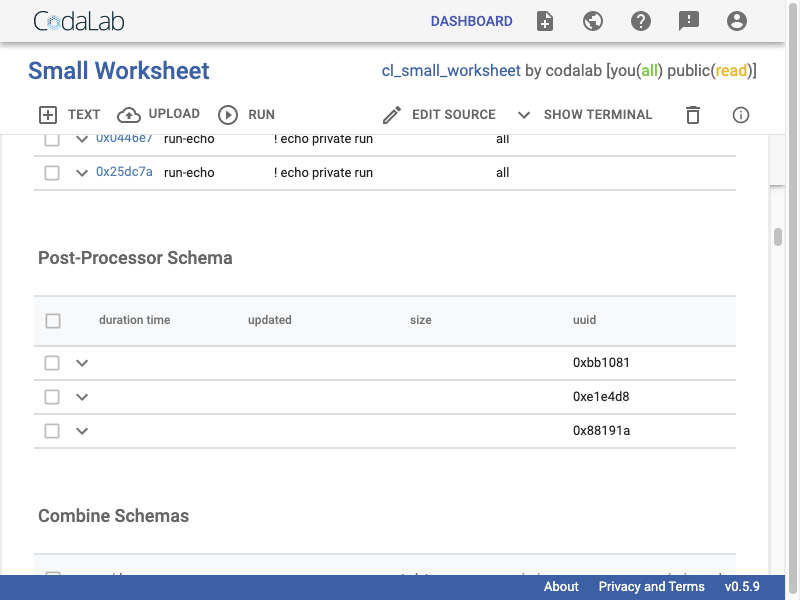 CodaLab DASHBOARD
Small Worksheet cl_small_worksheet by codalab [you(all) public(read)]
TEXT UPLOAD RUN EDIT SOURCE SHOW TERMINAL
0x0446e7 run-echo ! echo private run all
0x25dc7a run-echo ! echo private run all
Post-Processor Schema
duration time updated size uuid
0xbb1081
0xe1e4d8
0x88191a
Combine Schemas
About Privacy and Terms v0.5.9